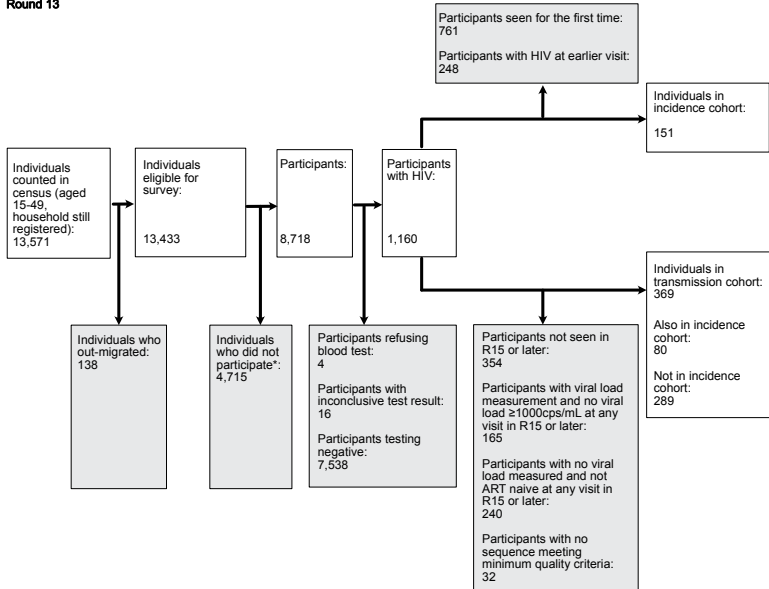 Round 13
Participants seen for the first time:
761
Participants with HIV at earlier visit:
248
Individuals in
incidence cohort:
151
Individuals
counted in
census (aged
15-49,
household still
registered):
13,571
Individuals
eligible for
survey:
13,433
Participants:
8,718
Participants
with HIV:
1,160
Individuals in
transmission cohort:
369
Also in incidence
cohort:
80
Not in incidence
cohort:
289
Individuals who
out-migrated:
138
Individuals
who did not
participate*:
4,715
Participants refusing
blood test:
4
Participants with
inconclusive test result:
16
Participants testing
negative:
7,538
Participants not seen in
R15 or later:
354
Participants with viral load
measurement and no viral
load ≥1000cps/mL at any
visit in R15 or later:
165
Participants with no viral
load measured and not
ART naive at any visit in
R15 or later:
240
Participants with no
sequence meeting
minimum quality criteria:
32